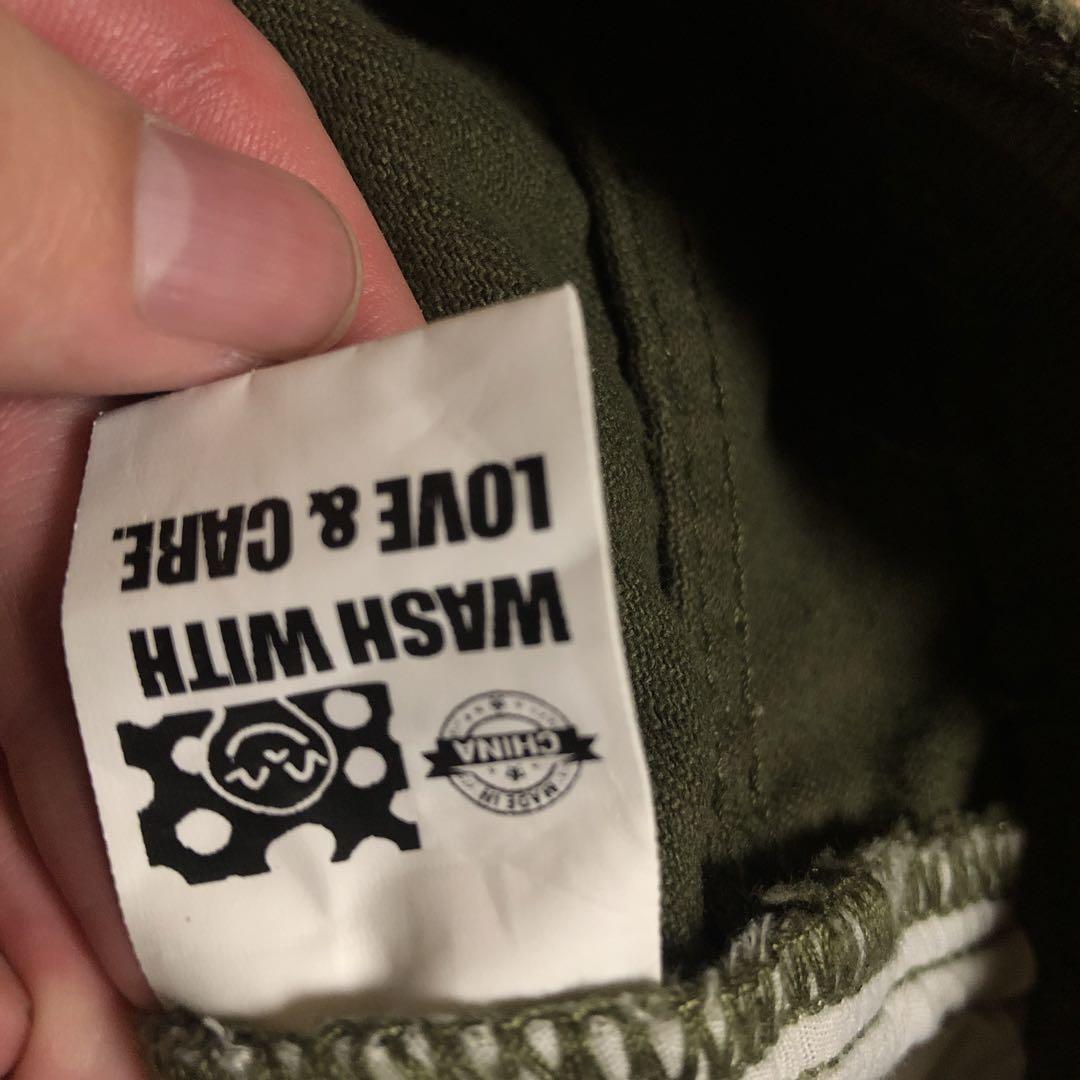 MADE IN
CHINA
WASH WITH
LOVE & CARE.